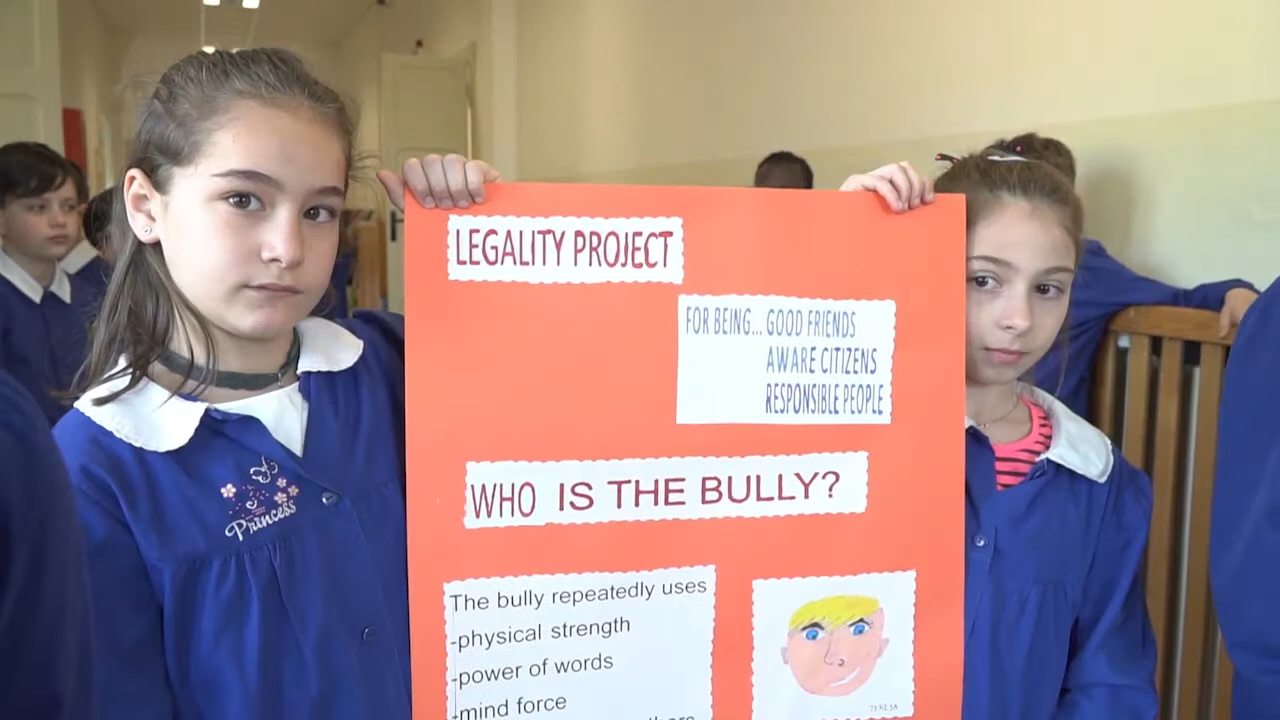 LEGALITY PROJECT
FOR BEING... GOOD FRIENDS
AWARE CITIZENS
RESPONSIBLE PEOPLE
WHO IS THE BULLY?
The bully repeatedly uses
-physical strength
-power of words
-mind force
TERESA
Princess